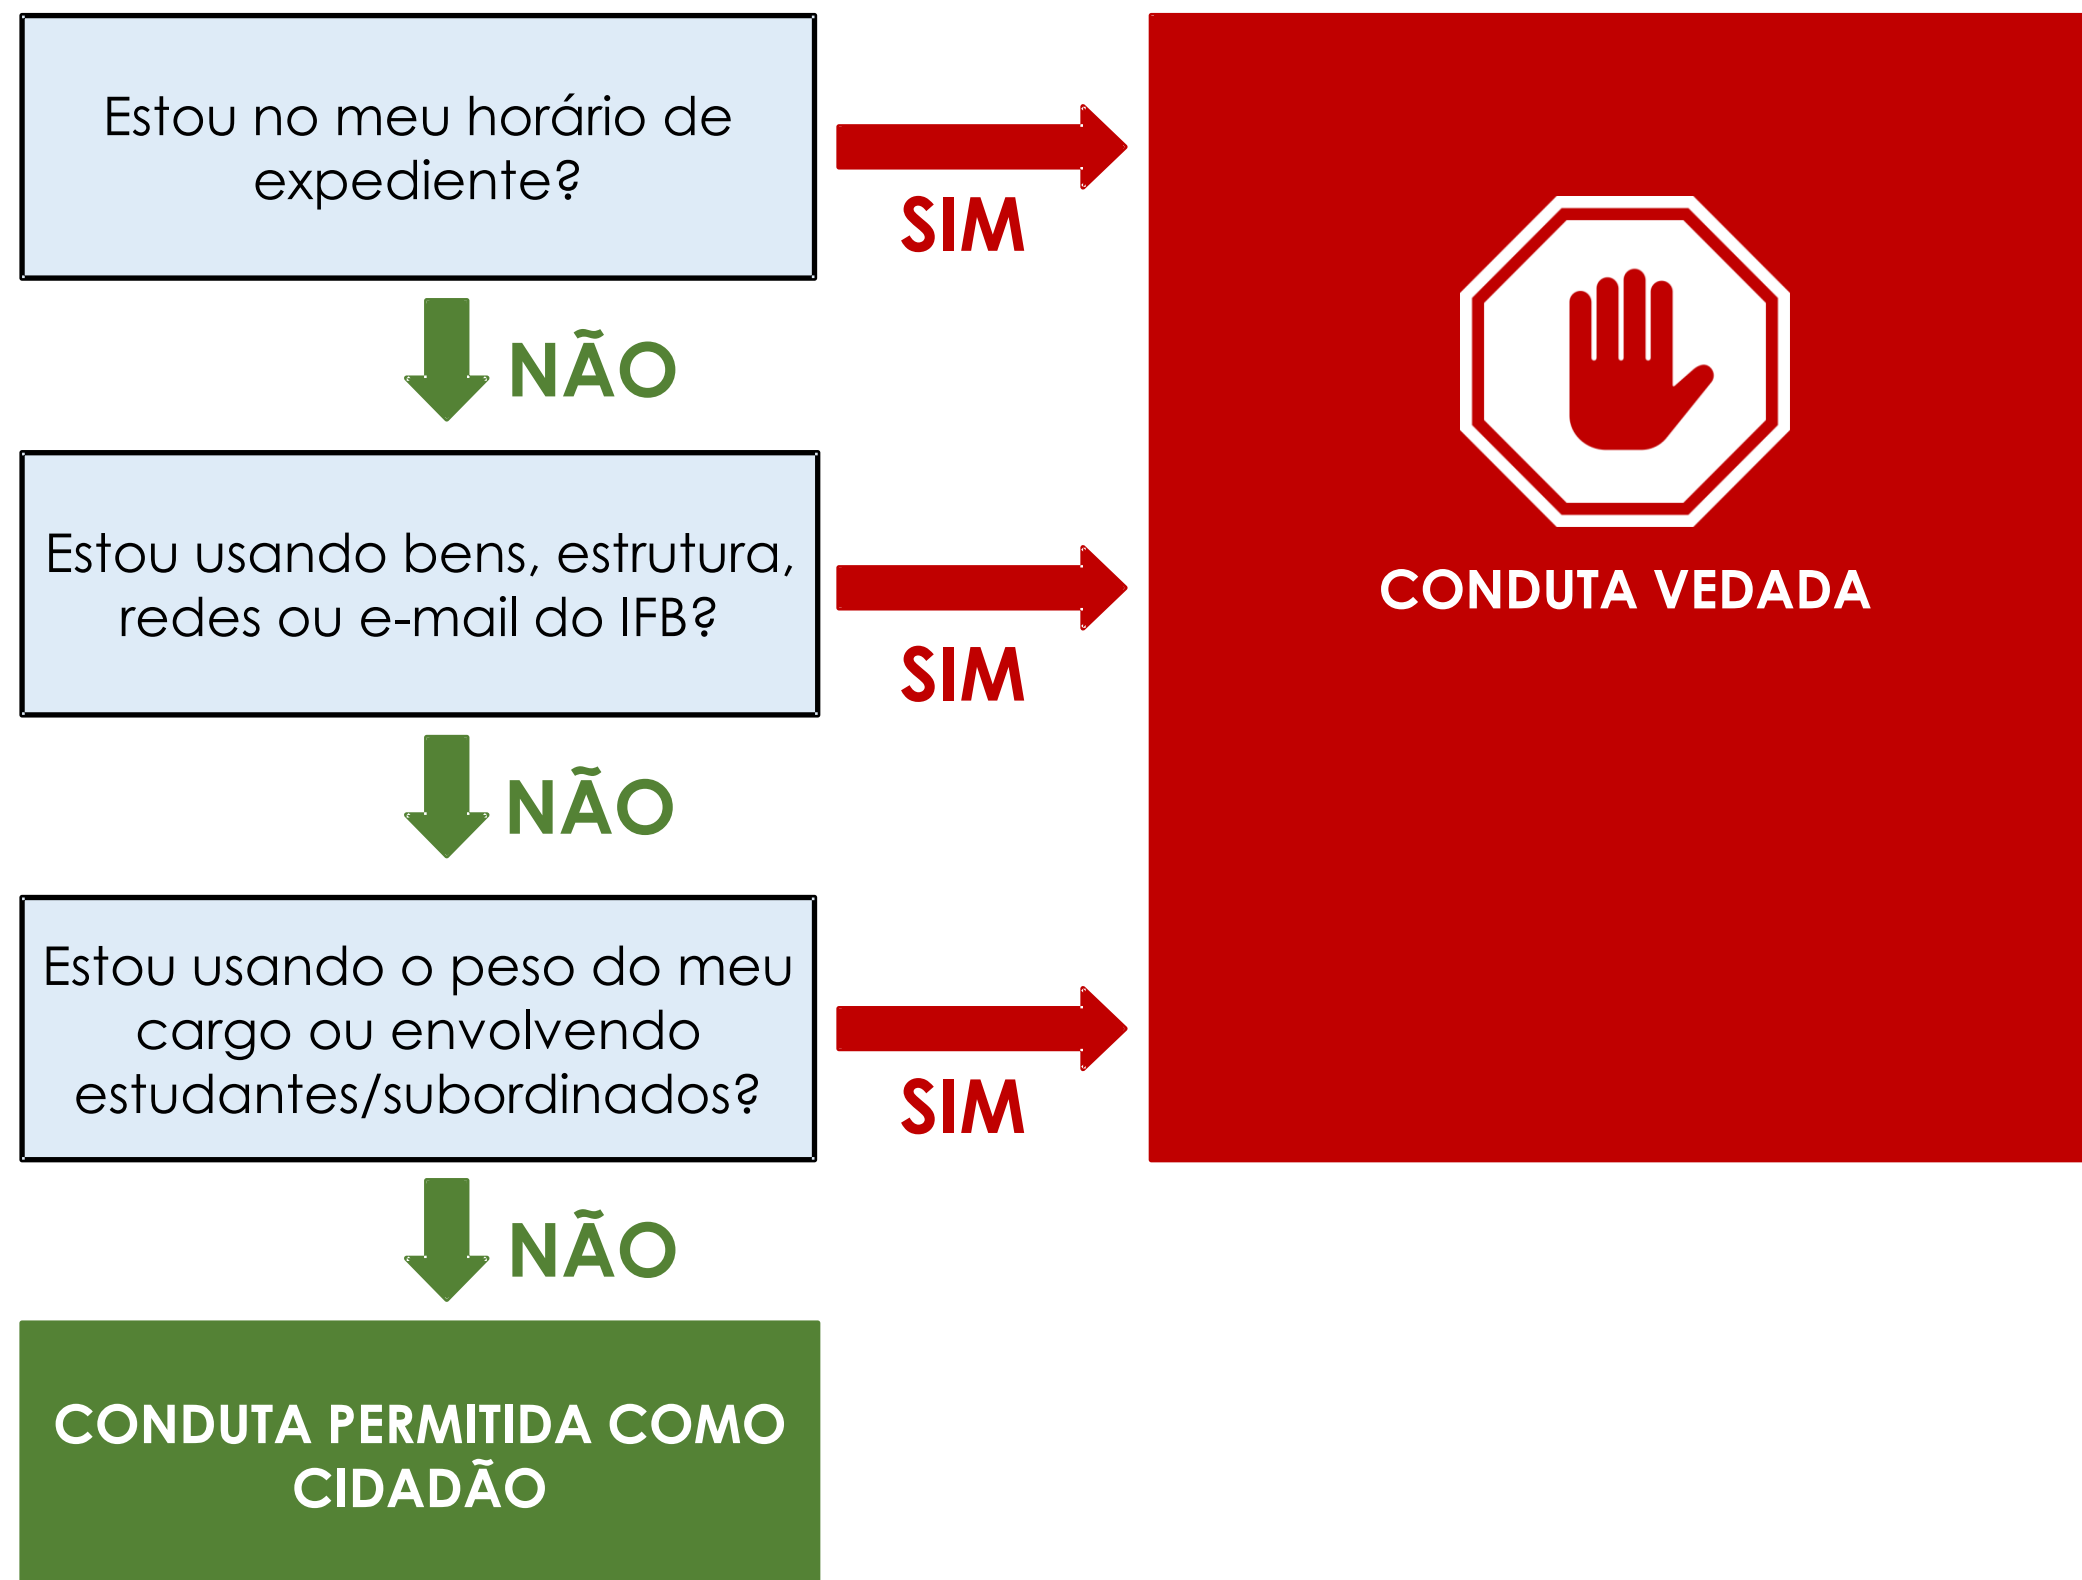 Estou no meu horário de
expediente?
SIM
NÃO
Estou usando bens, estrutura,
redes ou e-mail do IFB?
SIM
CONDUTA VEDADA
NÃO
Estou usando o peso do meu
cargo ou envolvendo
estudantes/subordinados?
SIM
NÃO
CONDUTA PERMITIDA COMO
CIDADÃO